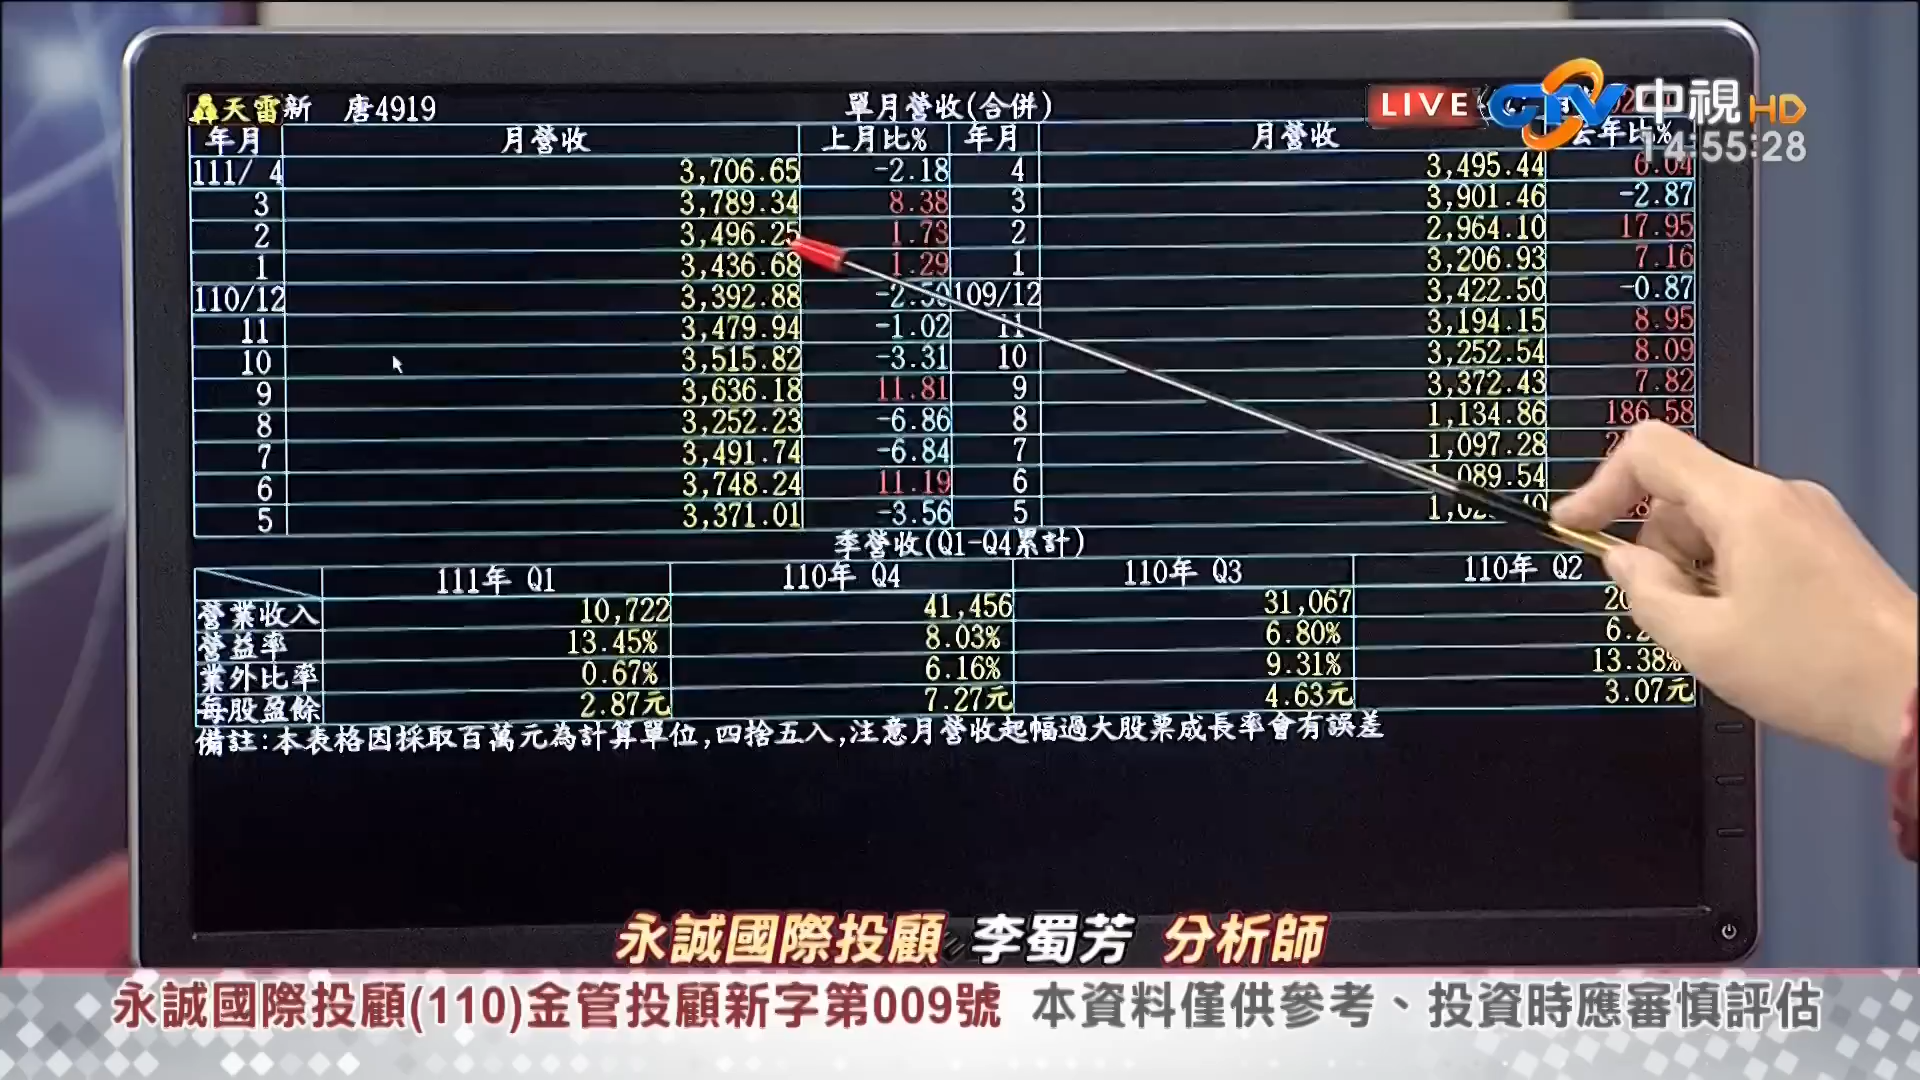 天雷新 唐4919 單月營收(合併)
LIVE CTV 中視HD
14:55:28
年月 月營收 上月比% 年月 月營收 去年比%
111/ 4 3,706.65 -2.18 4 3,495.44 6.04
3 3,789.34 8.38 3 3,901.46 -2.87
2 3,496.25 1.73 2 2,964.10 17.95
1 3,436.68 1.29 1 3,206.93 7.16
110/12 3,392.88 -2.50 109/12 3,422.50 -0.87
11 3,479.94 -1.02 11 3,194.15 8.95
10 3,515.82 -3.31 10 3,252.54 8.09
9 3,636.18 11.81 9 3,372.43 7.82
8 3,252.23 -6.86 8 1,134.86 186.58
7 3,491.74 -6.84 7 1,097.28
6 3,748.24 11.19 6 1,089.54
5 3,371.01 -3.56 5
季營收(Q1-Q4累計)
111年 Q1 110年 Q4 110年 Q3 110年 Q2
營業收入 10,722 41,456 31,067
營益率 13.45% 8.03% 6.80%
業外比率 0.67% 6.16% 9.31% 13.38%
每股盈餘 2.87元 7.27元 4.63元 3.07元
備註:本表格因採取百萬元為計算單位,四捨五入,注意月營收起幅過大股票成長率會有誤差
永誠國際投顧 李蜀芳 分析師
永誠國際投顧(110)金管投顧新字第009號 本資料僅供參考、投資時應審慎評估